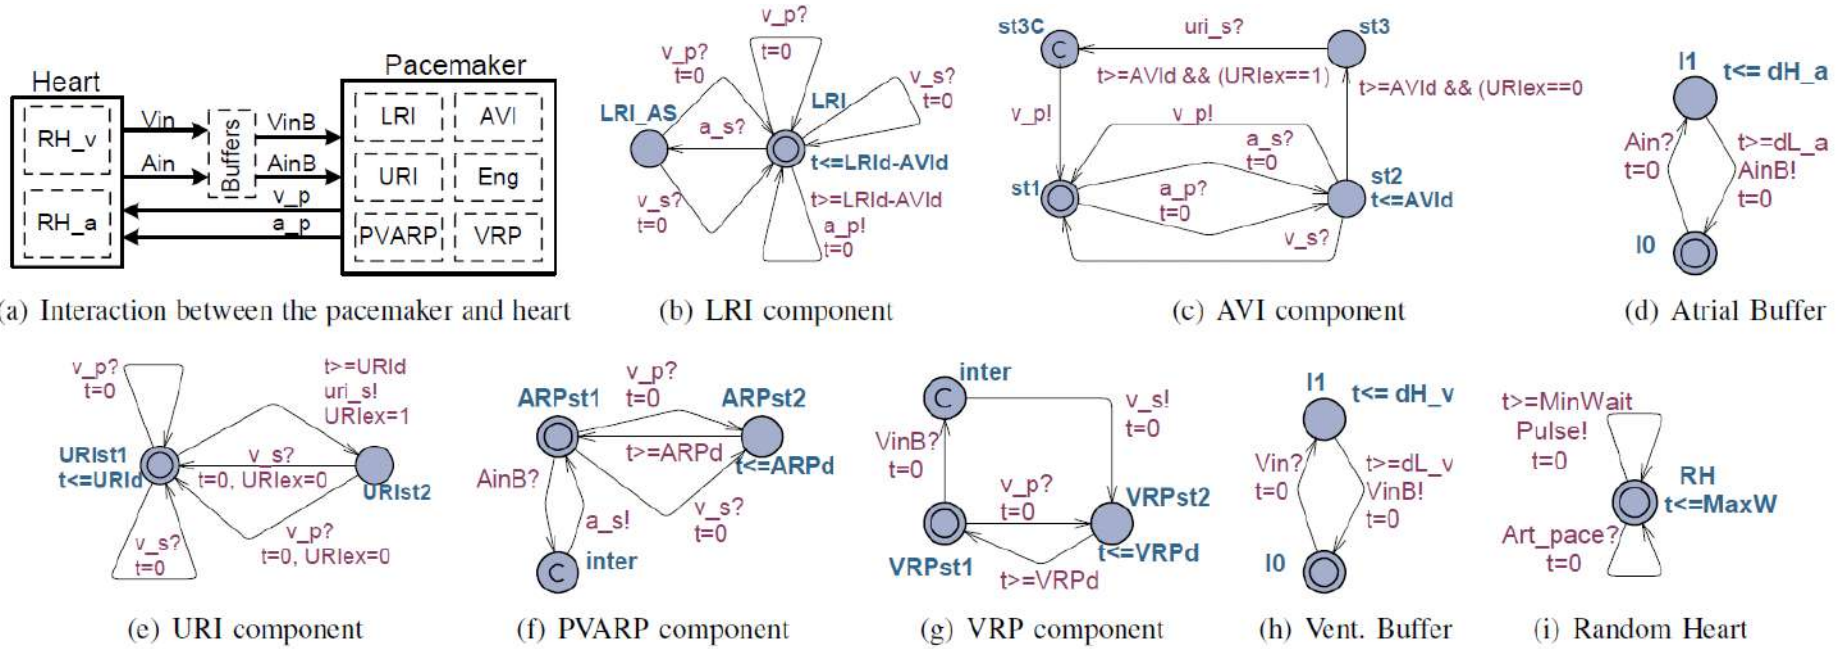 Heart
RH_v
RH_a
Vin
Ain
Buffers
VinB
AinB
v_p
a_p
Pacemaker
LRI
AVI
URI
Eng
PVARP
VRP
(a) Interaction between the pacemaker and heart
v_p?
t=0
v_p?
t=0
v_s?
t=0
LRI_AS
a_s?
LRI
t<=LRId-AVId
v_s?
t=0
t>=LRId-AVId
a_p!
t=0
(b) LRI component
st3C
C
uri_s?
st3
t>=AVId && (URIex==1)
t>=AVId && (URIex==0
v_p!
v_p!
a_s?
t=0
st1
a_p?
t=0
st2
t<=AVId
v_s?
(c) AVI component
I1
t<= dH_a
Ain?
t=0
t>=dL_a
AinB!
t=0
I0
(d) Atrial Buffer
v_p?
t=0
t>=URId
uri_s!
URIex=1
URIst1
t<=URId
v_s?
t=0, URIex=0
URIst2
v_s?
t=0
v_p?
t=0, URIex=0
(e) URI component
v_p?
t=0
ARPst1
ARPst2
t>=ARPd
t<=ARPd
AinB?
a_s!
v_s?
t=0
C
inter
(f) PVARP component
inter
C
v_s!
t=0
VinB?
t=0
v_p?
t=0
VRPst2
t<=VRPd
VRPst1
t>=VRPd
(g) VRP component
I1
t<= dH_v
Vin?
t=0
t>=dL_v
VinB!
t=0
I0
(h) Vent. Buffer
t>=MinWait
Pulse!
t=0
RH
t<=MaxW
Art_pace?
t=0
(i) Random Heart